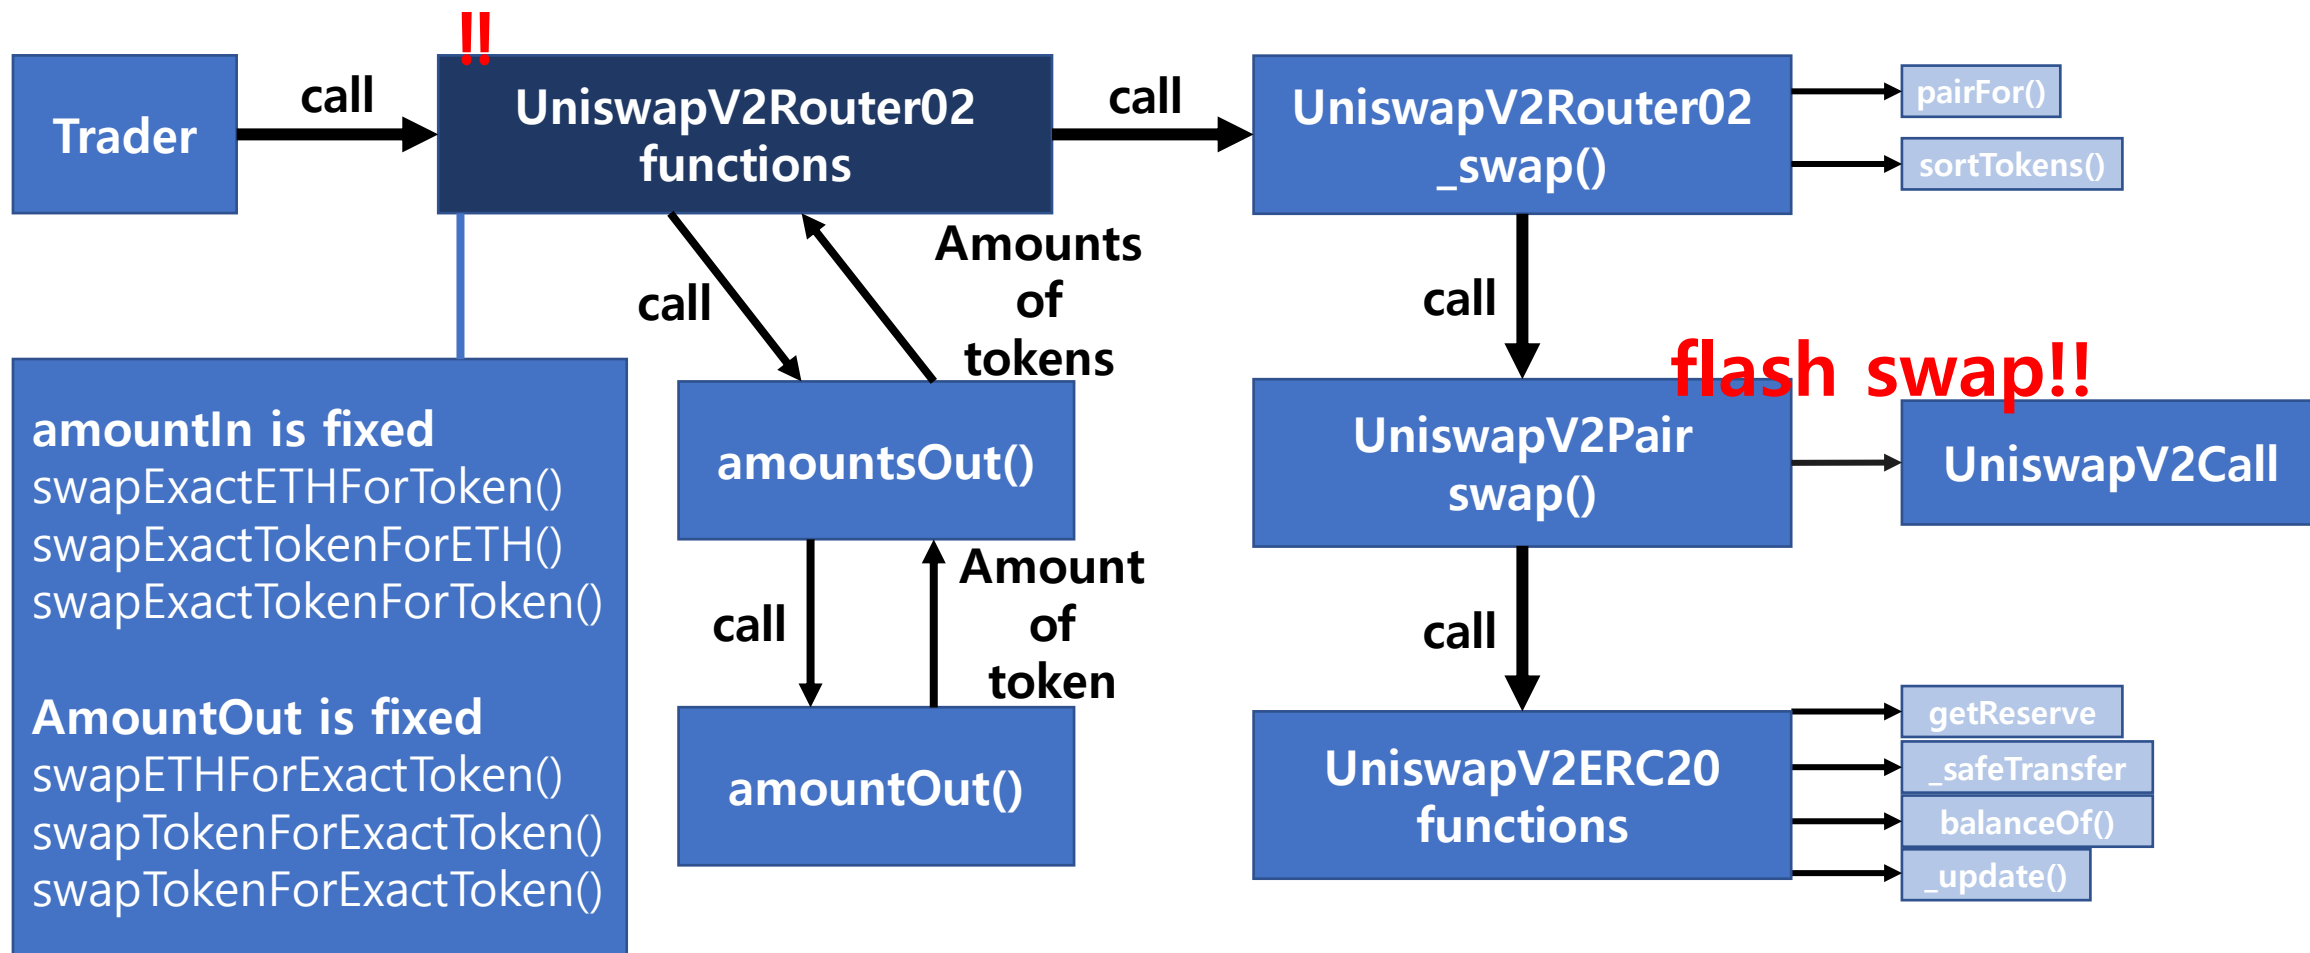 !!
Trader
call
UniswapV2Router02
functions
call
UniswapV2Router02
_swap()
pairFor()
sortTokens()
call
Amounts
of
tokens
call
flash swap!!
amountIn is fixed
swapExactETHForToken()
swapExactTokenForETH()
swapExactTokenForToken()
AmountOut is fixed
swapETHForExactToken()
swapTokenForExactToken()
swapTokenForExactToken()
amountsOut()
call
Amount
of
token
amountOut()
UniswapV2Pair
swap()
UniswapV2Call
call
UniswapV2ERC20
functions
getReserve
_safeTransfer
balanceOf()
_update()